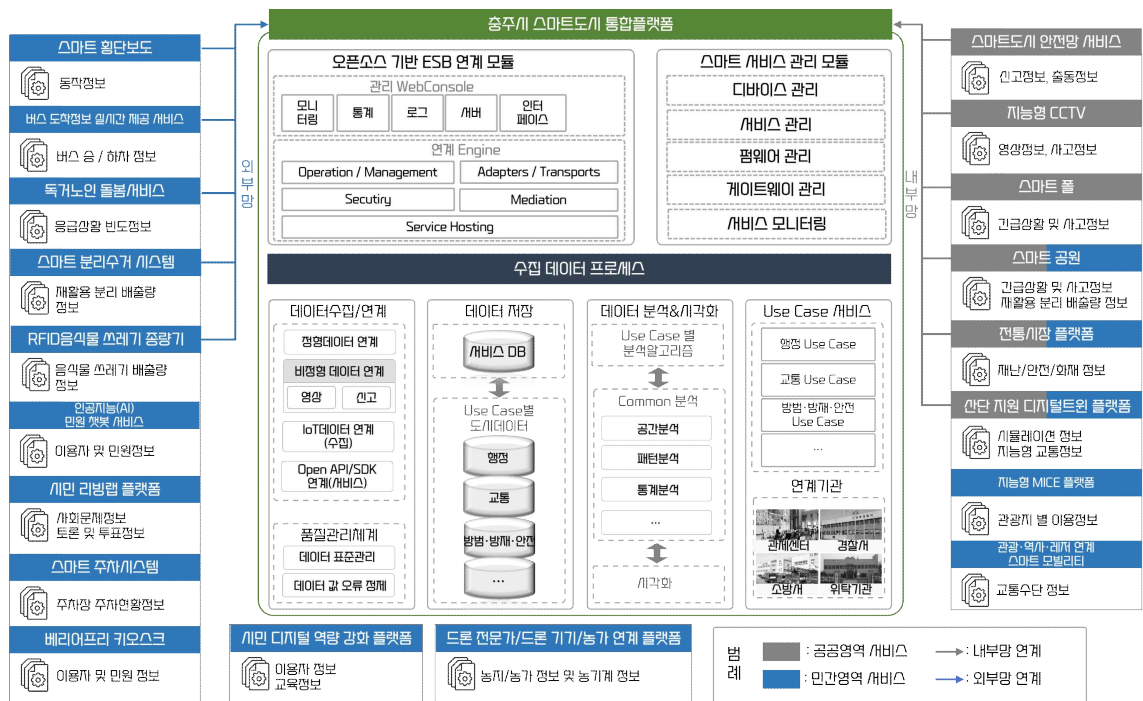 충주시 스마트도시 통합플랫폼
스마트 횡단보도
동작정보
버스 도착정보 실시간 제공 서비스
버스 승 / 하차 정보
독거노인 돌봄서비스
응급상황 빈도정보
스마트 분리수거 시스템
재활용 분리 배출량
정보
RFID음식물 쓰레기 종량기
음식물 쓰레기 배출량
정보
인공지능(AI)
민원 챗봇 서비스
이용자 및 민원정보
시민 리빙랩 플랫폼
사회문제정보
토론 및 투표정보
스마트 주차시스템
주차장 주차현황정보
베리어프리 키오스크
이용자 및 민원 정보
외부망
오픈소스 기반 ESB 연계 모듈
관리 WebConsole
모니
터링
통계
로그
서버
인터
페이스
연계 Engine
Operation / Management
Adapters / Transports
Secutiry
Mediation
Service Hosting
스마트 서비스 관리 모듈
디바이스 관리
서비스 관리
펌웨어 관리
게이트웨이 관리
서비스 모니터링
내부망
수집 데이터 프로세스
데이터수집/연계
정형데이터 연계
비정형 데이터 연계
영상
신고
IoT데이터 연계
(수집)
Open API/SDK
연계(서비스)
품질관리체계
데이터 표준관리
데이터 값 오류 정제
데이터 저장
서비스 DB
Use Case별
도시데이터
행정
교통
방범·방재·안전
...
데이터 분석&시각화
Use Case 별
분석알고리즘
Common 분석
공간분석
패턴분석
통계분석
...
시각화
Use Case 서비스
행정 Use Case
교통 Use Case
방범·방재·안전
Use Case
...
연계기관
관제센터
경찰서
소방서
위탁기관
스마트도시 안전망 서비스
신고정보, 출동정보
지능형 CCTV
영상정보, 사고정보
스마트 폴
긴급상황 및 사고정보
스마트 공원
긴급상황 및 사고정보
재활용 분리 배출량 정보
전통시장 플랫폼
재난/안전/화재 정보
산단 지원 디지털트윈 플랫폼
시뮬레이션 정보
지능형 교통정보
지능형 MICE 플랫폼
관광지 별 이용정보
관광·역사·레저 연계
스마트 모빌리티
교통수단 정보
시민 디지털 역량 강화 플랫폼
이용자 정보
교육정보
드론 전문가/드론 기기/농가 연계 플랫폼
농지/농가 정보 및 농기계 정보
범례
: 공공영역 서비스
: 내부망 연계
: 민간영역 서비스
: 외부망 연계